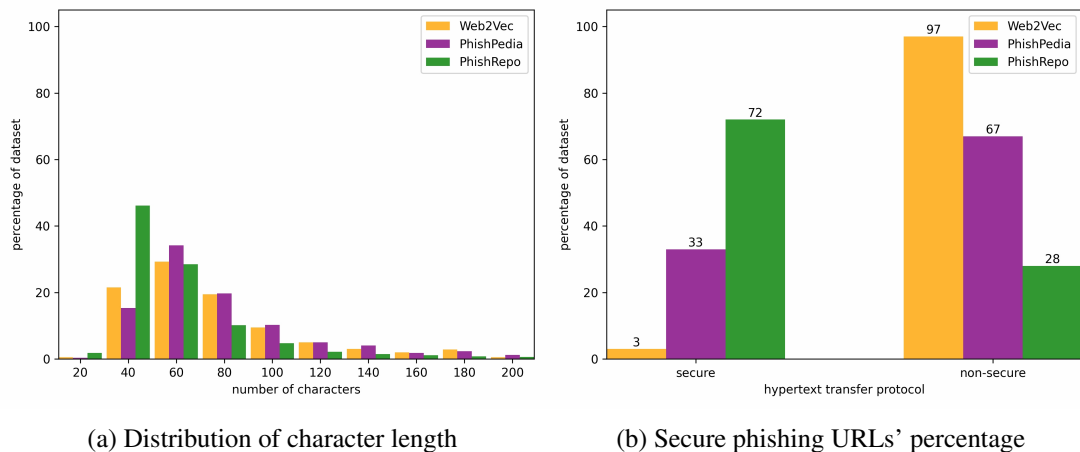 100
80
60
40
20
0
percentage of dataset
20 40 60 80 100 120 140 160 180 200
number of characters
Web2Vec
PhishPedia
PhishRepo
(a) Distribution of character length
100
80
60
40
20
0
percentage of dataset
3
33
72
97
67
28
secure non-secure
hypertext transfer protocol
Web2Vec
PhishPedia
PhishRepo
(b) Secure phishing URLs’ percentage